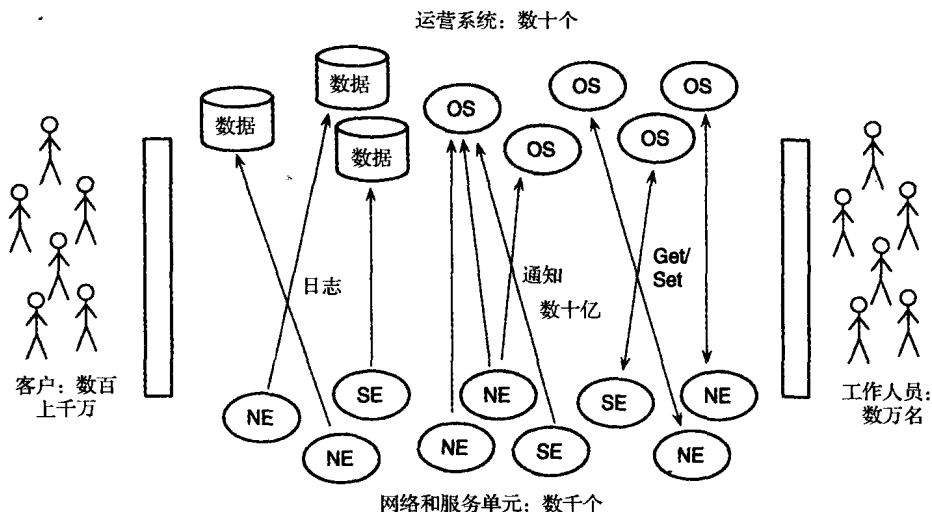 运营系统：数十个
数据
数据
数据
OS
OS
OS
OS
OS
日志
通知
数十亿
Get/
Set
客户：数百
上千万
NE
NE
SE
NE
NE
SE
SE
NE
NE
工作人员：
数万名
网络和服务单元：数千个